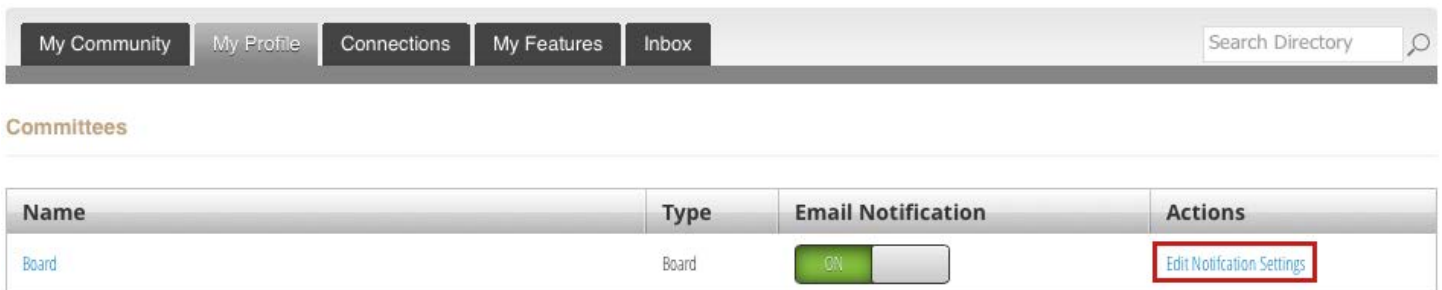 My Community My Profile Connections My Features Inbox Search Directory
Committees
Name Type Email Notification Actions
Board Board ON Edit Notifcation Settings